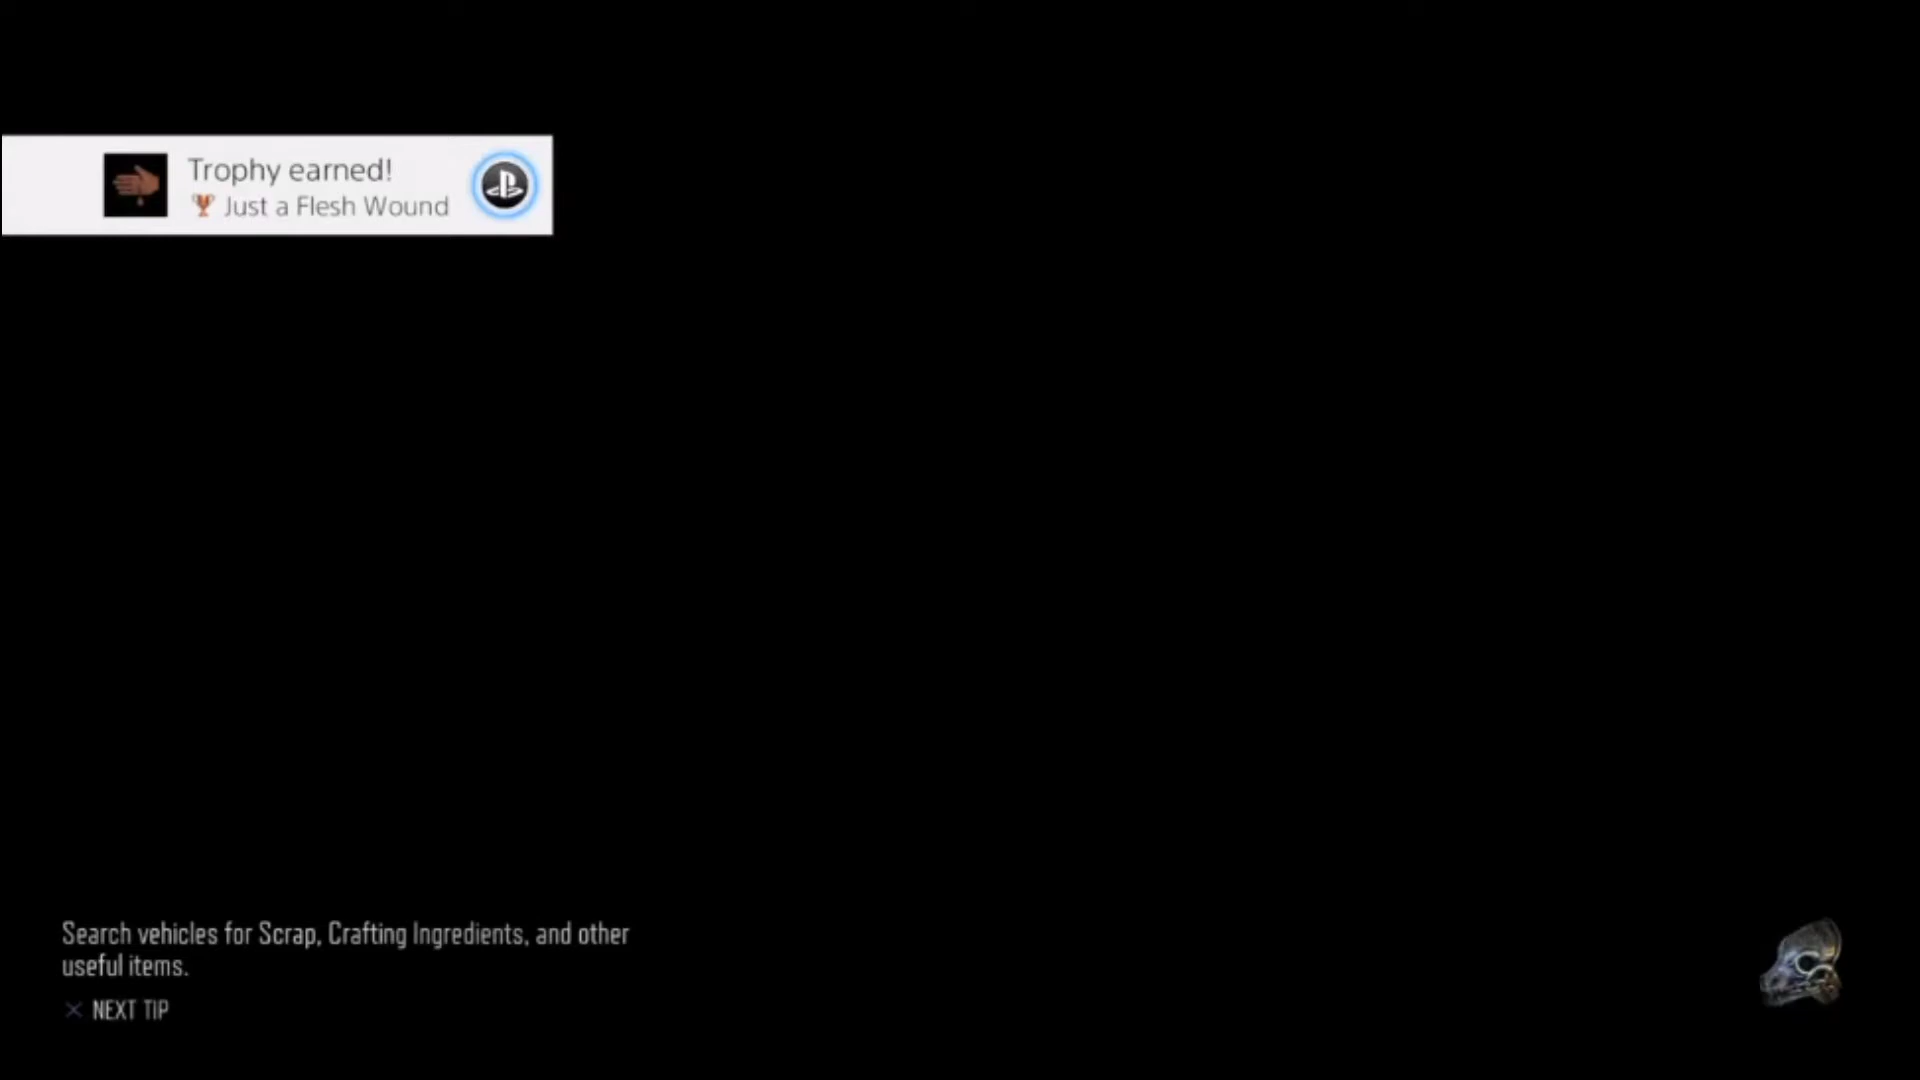 Trophy earned!
Just a Flesh Wound
Search vehicles for Scrap, Crafting Ingredients, and other
useful items.
NEXT TIP